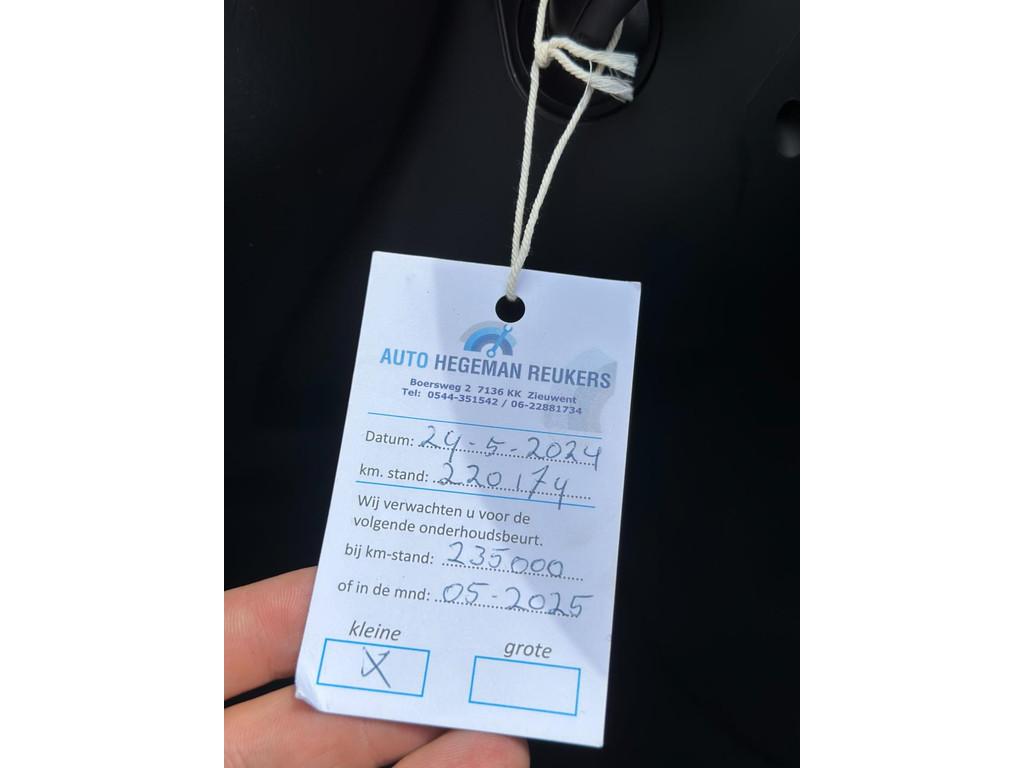 AUTO HEGEMAN REUKERS
Boersweg 2 7136 KK Zieuwent
Tel: 0544-351542 / 06-22881734
Datum: 24-5-2024
km. stand: 220174
Wij verwachten u voor de
volgende onderhoudsbeurt.
bij km-stand: 235000
of in de mnd: 05-2025
kleine grote
X